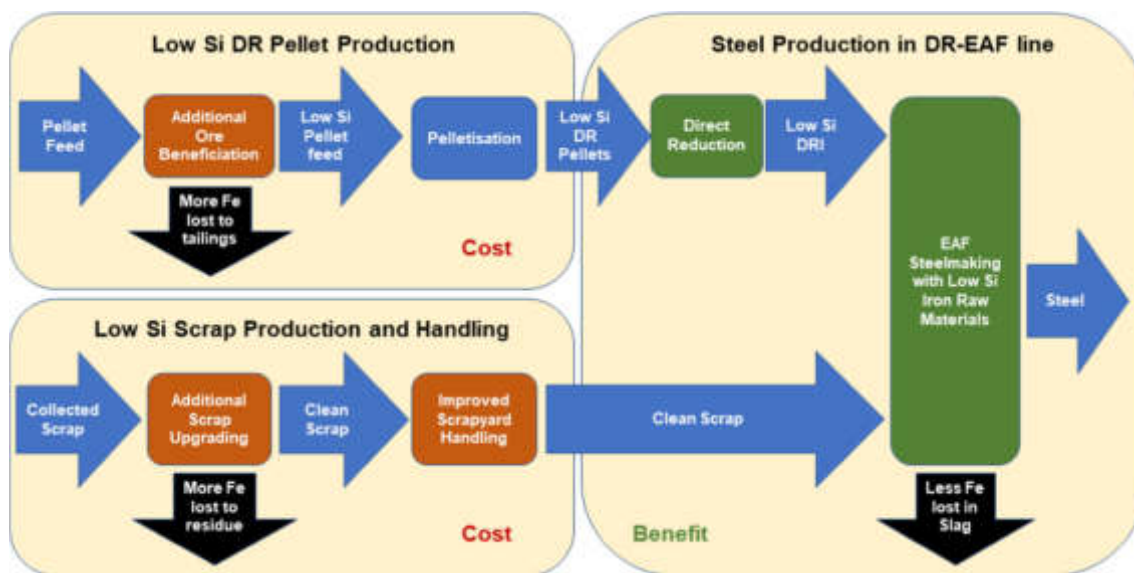 Low Si DR Pellet Production
Pellet
Feed
Additional
Ore
Beneficiation
Low Si
Pellet
feed
Pelletisation
Low Si
DR
Pellets
More Fe
lost to
tailings
Cost
Steel Production in DR-EAF line
Direct
Reduction
Low Si
DRI
EAF
Steelmaking
with Low Si
Iron Raw
Materials
Steel
Low Si Scrap Production and Handling
Collected
Scrap
Additional
Scrap
Upgrading
Clean
Scrap
Improved
Scrapyard
Handling
Clean Scrap
More Fe
lost to
residue
Cost
Benefit
Less Fe
lost in
Slag